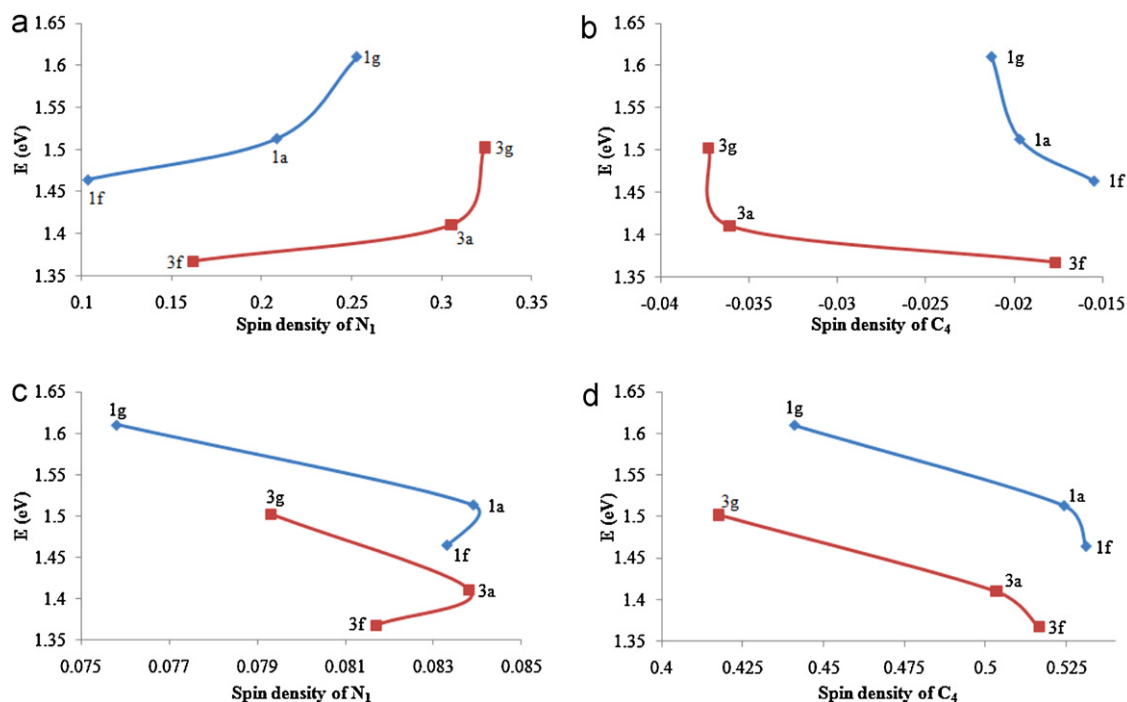 a
1.65
1.6
1.55
1.5
1.45
1.4
1.35
E (eV)
1g
1a
1f
3g
3a
3f
0.1 0.15 0.2 0.25 0.3 0.35
Spin density of N1
b
1.65
1.6
1.55
1.5
1.45
1.4
1.35
E (eV)
1g
1a
1f
3g
3a
3f
-0.04 -0.035 -0.03 -0.025 -0.02 -0.015
Spin density of C4
c
1.65
1.6
1.55
1.5
1.45
1.4
1.35
E (eV)
1g
3g
1a
1f
3a
3f
0.075 0.077 0.079 0.081 0.083 0.085
Spin density of N1
d
1.65
1.6
1.55
1.5
1.45
1.4
1.35
E (eV)
1g
1a
1f
3g
3a
3f
0.4 0.425 0.45 0.475 0.5 0.525
Spin density of C4